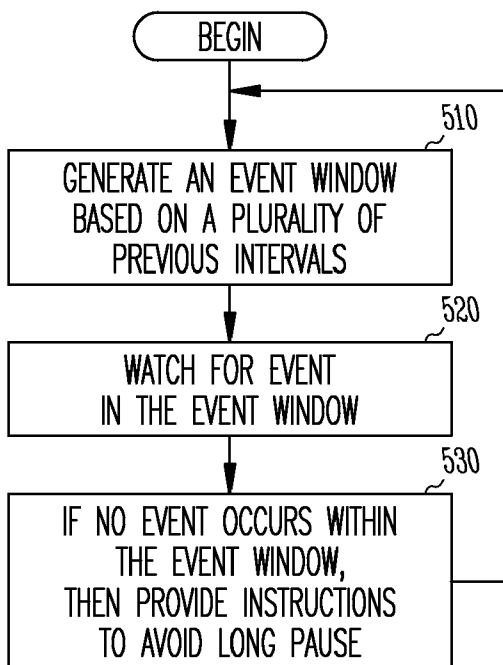 BEGIN
510
GENERATE AN EVENT WINDOW
BASED ON A PLURALITY OF
PREVIOUS INTERVALS
520
WATCH FOR EVENT
IN THE EVENT WINDOW
530
IF NO EVENT OCCURS WITHIN
THE EVENT WINDOW,
THEN PROVIDE INSTRUCTIONS
TO AVOID LONG PAUSE